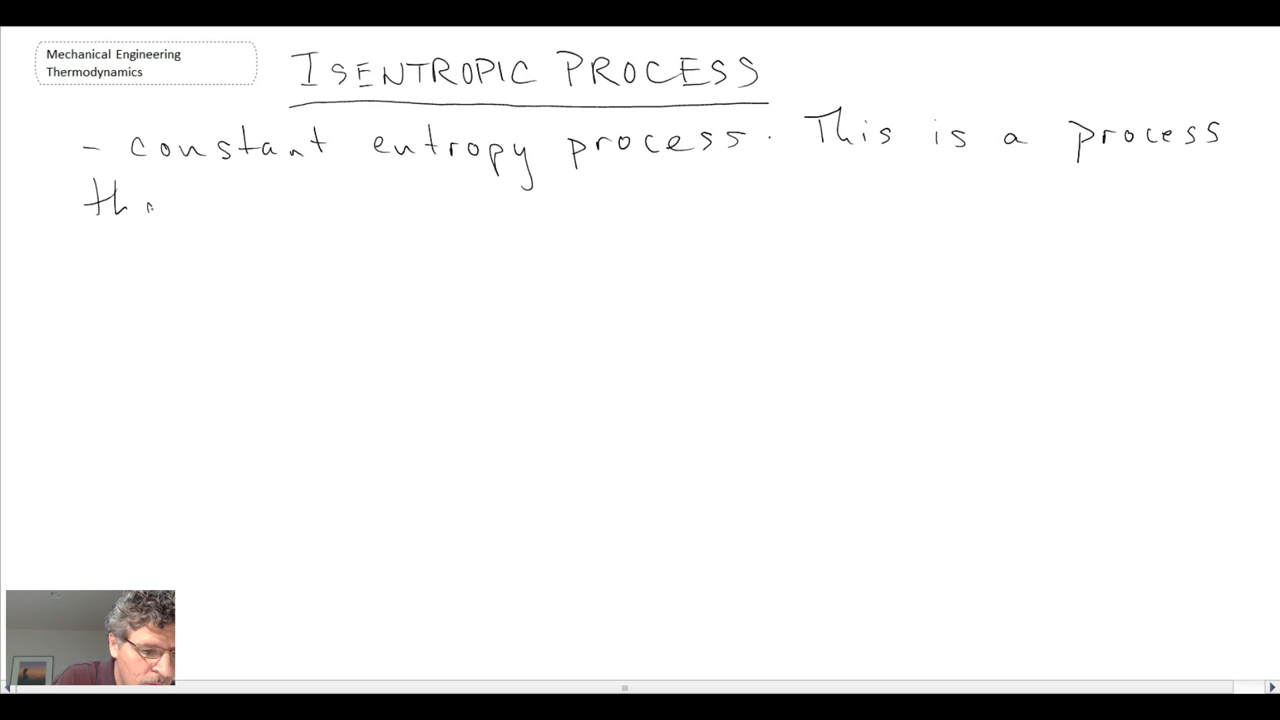 Mechanical Engineering
Thermodynamics
ISENTROPIC PROCESS
- constant entropy process. This is a process